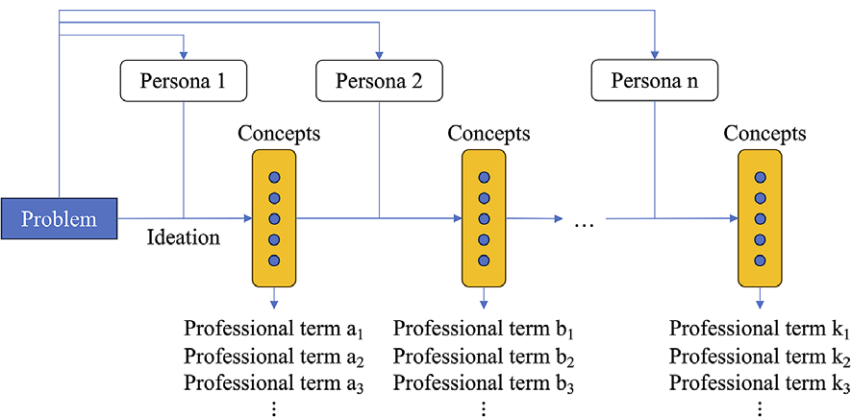 Persona 1 Persona 2 Persona n
Concepts Concepts Concepts
Problem
Ideation
...
Professional term a₁ Professional term b₁ Professional term k₁
Professional term a₂ Professional term b₂ Professional term k₂
Professional term a₃ Professional term b₃ Professional term k₃
⋮ ⋮ ⋮